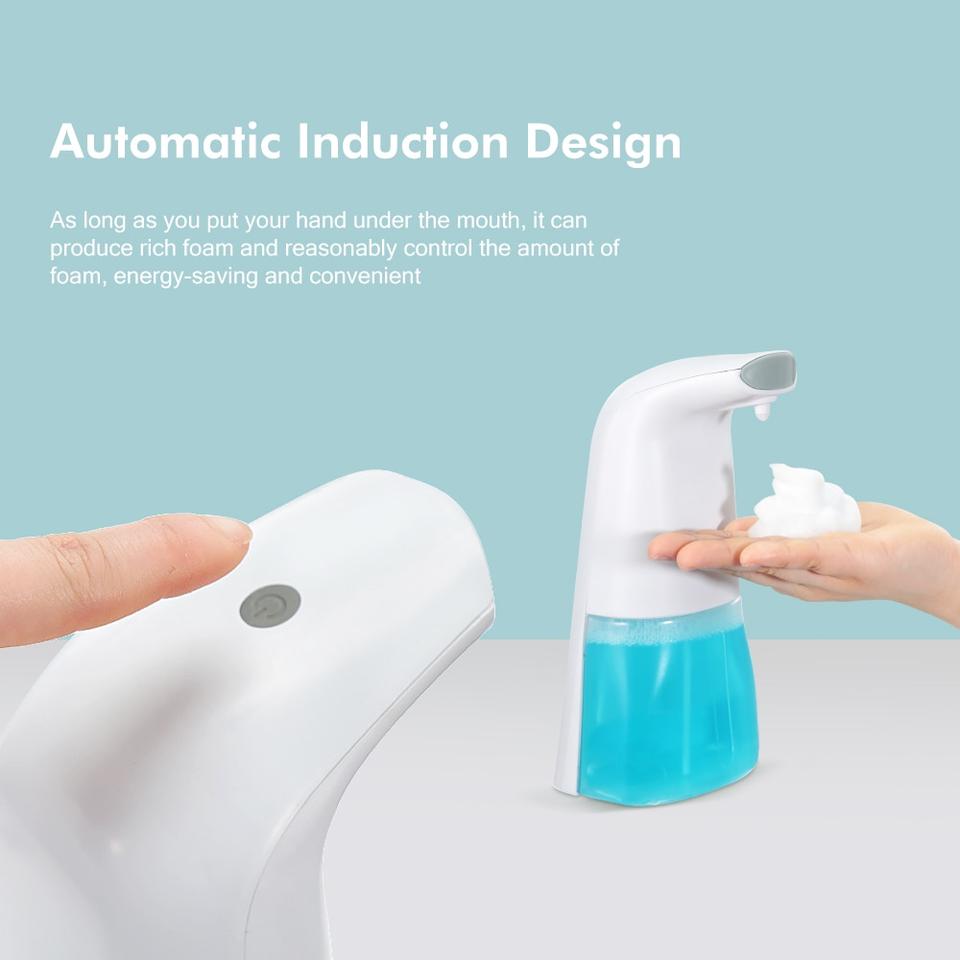 Automatic Induction Design
As long as you put your hand under the mouth, it can
produce rich foam and reasonably control the amount of
foam, energy-saving and convenient